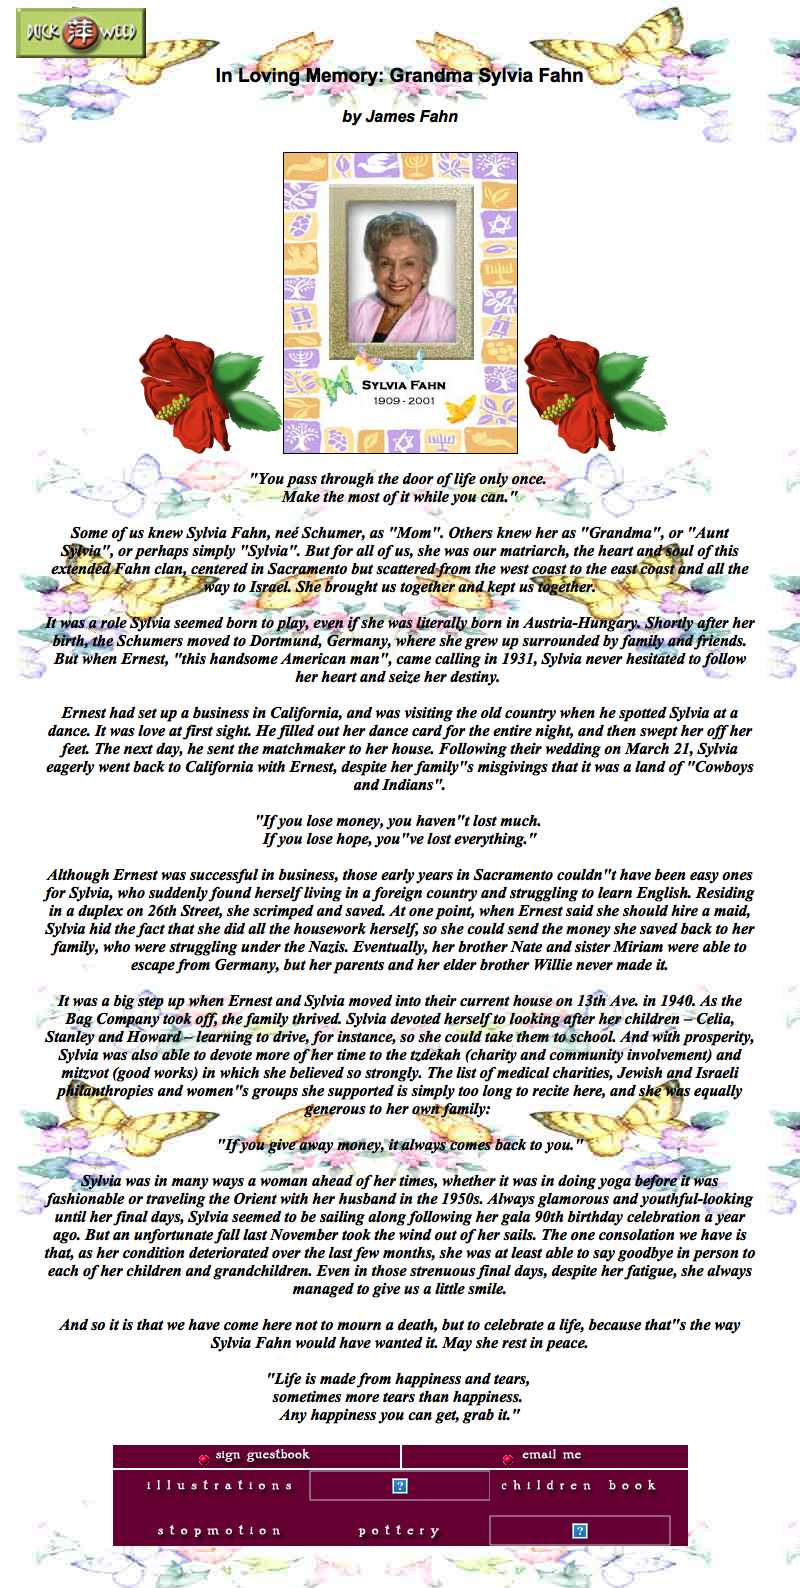 DUCK 萍 WEED
In Loving Memory: Grandma Sylvia Fahn
by James Fahn
SYLVIA FAHN
1909 - 2001
"You pass through the door of life only once.
Make the most of it while you can."
Some of us knew Sylvia Fahn, neé Schumer, as "Mom". Others knew her as "Grandma", or "Aunt
Sylvia", or perhaps simply "Sylvia". But for all of us, she was our matriarch, the heart and soul of this
extended Fahn clan, centered in Sacramento but scattered from the west coast to the east coast and all the
way to Israel. She brought us together and kept us together.
It was a role Sylvia seemed born to play, even if she was literally born in Austria-Hungary. Shortly after her
birth, the Schumers moved to Dortmund, Germany, where she grew up surrounded by family and friends.
But when Ernest, "this handsome American man", came calling in 1931, Sylvia never hesitated to follow
her heart and seize her destiny.
Ernest had set up a business in California, and was visiting the old country when he spotted Sylvia at a
dance. It was love at first sight. He filled out her dance card for the entire night, and then swept her off her
feet. The next day, he sent the matchmaker to her house. Following their wedding on March 21, Sylvia
eagerly went back to California with Ernest, despite her family"s misgivings that it was a land of "Cowboys
and Indians".
"If you lose money, you haven"t lost much.
If you lose hope, you"ve lost everything."
Although Ernest was successful in business, those early years in Sacramento couldn"t have been easy ones
for Sylvia, who suddenly found herself living in a foreign country and struggling to learn English. Residing
in a duplex on 26th Street, she scrimped and saved. At one point, when Ernest said she should hire a maid,
Sylvia hid the fact that she did all the housework herself, so she could send the money she saved back to her
family, who were struggling under the Nazis. Eventually, her brother Nate and sister Miriam were able to
escape from Germany, but her parents and her elder brother Willie never made it.
It was a big step up when Ernest and Sylvia moved into their current house on 13th Ave. in 1940. As the
Bag Company took off, the family thrived. Sylvia devoted herself to looking after her children – Celia,
Stanley and Howard – learning to drive, for instance, so she could take them to school. And with prosperity,
Sylvia was also able to devote more of her time to the tzdekah (charity and community involvement) and
mitzvot (good works) in which she believed so strongly. The list of medical charities, Jewish and Israeli
philanthropies and women"s groups she supported is simply too long to recite here, and she was equally
generous to her own family:
"If you give away money, it always comes back to you."
Sylvia was in many ways a woman ahead of her times, whether it was in doing yoga before it was
fashionable or traveling the Orient with her husband in the 1950s. Always glamorous and youthful-looking
until her final days, Sylvia seemed to be sailing along following her gala 90th birthday celebration a year
ago. But an unfortunate fall last November took the wind out of her sails. The one consolation we have is
that, as her condition deteriorated over the last few months, she was at least able to say goodbye in person to
each of her children and grandchildren. Even in those strenuous final days, despite her fatigue, she always
managed to give us a little smile.
And so it is that we have come here not to mourn a death, but to celebrate a life, because that"s the way
Sylvia Fahn would have wanted it. May she rest in peace.
"Life is made from happiness and tears,
sometimes more tears than happiness.
Any happiness you can get, grab it."
sign guestbook
email me
illustrations
?
children book
stopmotion
pottery
?